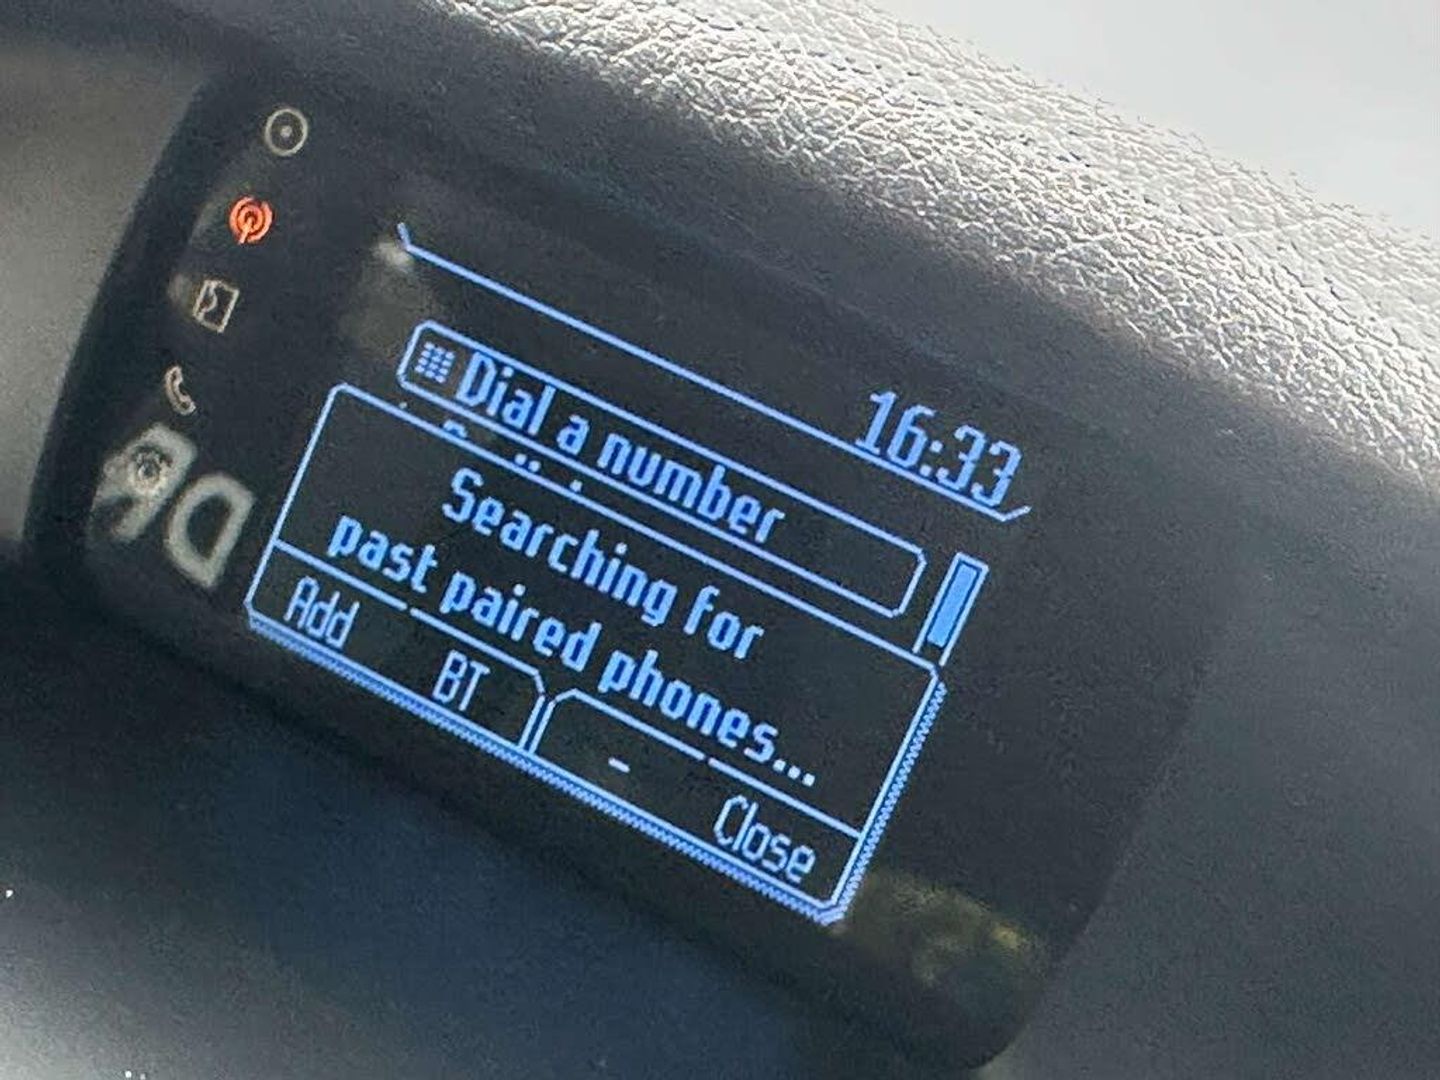 16:33
Dial a number
Searching for
past paired phones...
Add BT - Close